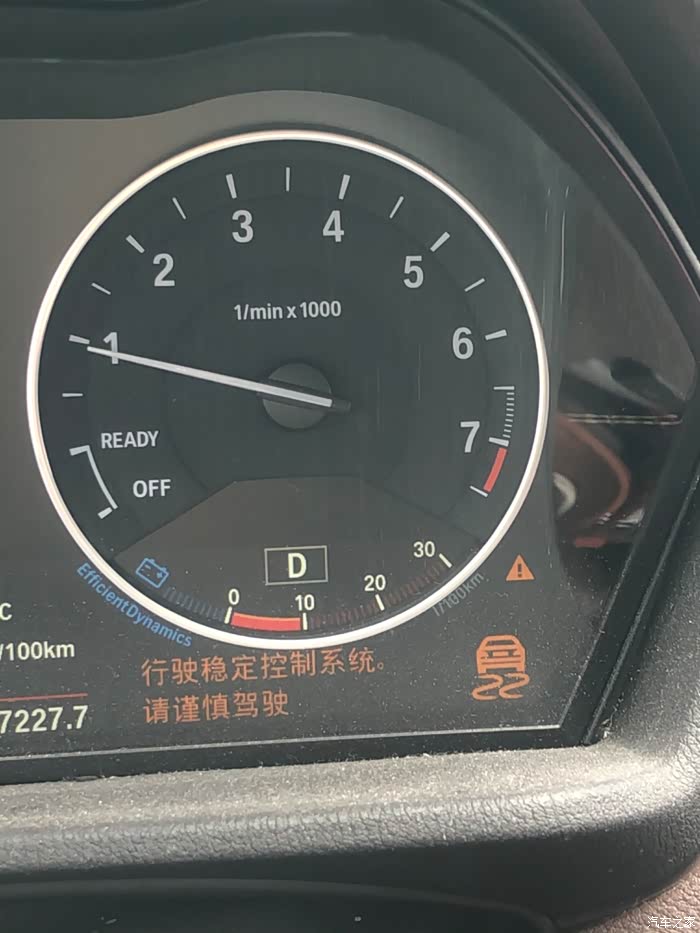 3
4
2
5
1/min x 1000
1
6
READY
7
OFF
D
30
0
10
20
EfficientDynamics
l/100km
C
/100km
行驶稳定控制系统。
请谨慎驾驶
7227.7
汽车之家